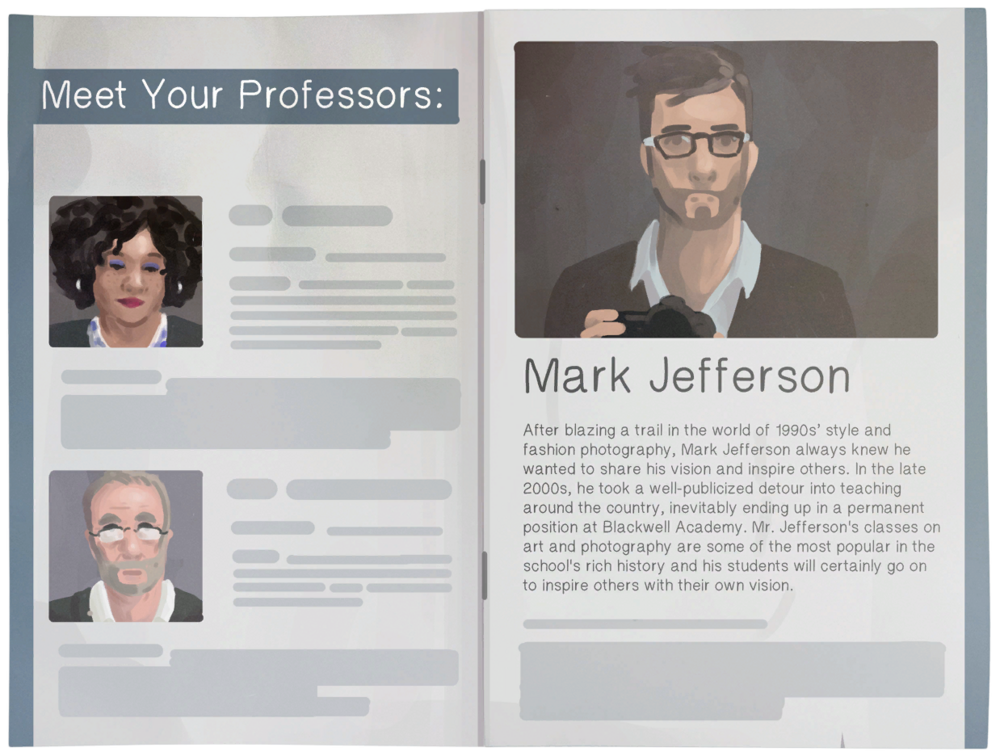 Meet Your Professors:
Mark Jefferson
After blazing a trail in the world of 1990s' style and
fashion photography, Mark Jefferson always knew he
wanted to share his vision and inspire others. In the late
2000s, he took a well-publicized detour into teaching
around the country, inevitably ending up in a permanent
position at Blackwell Academy. Mr. Jefferson's classes on
art and photography are some of the most popular in the
school's rich history and his students will certainly go on
to inspire others with their own vision.